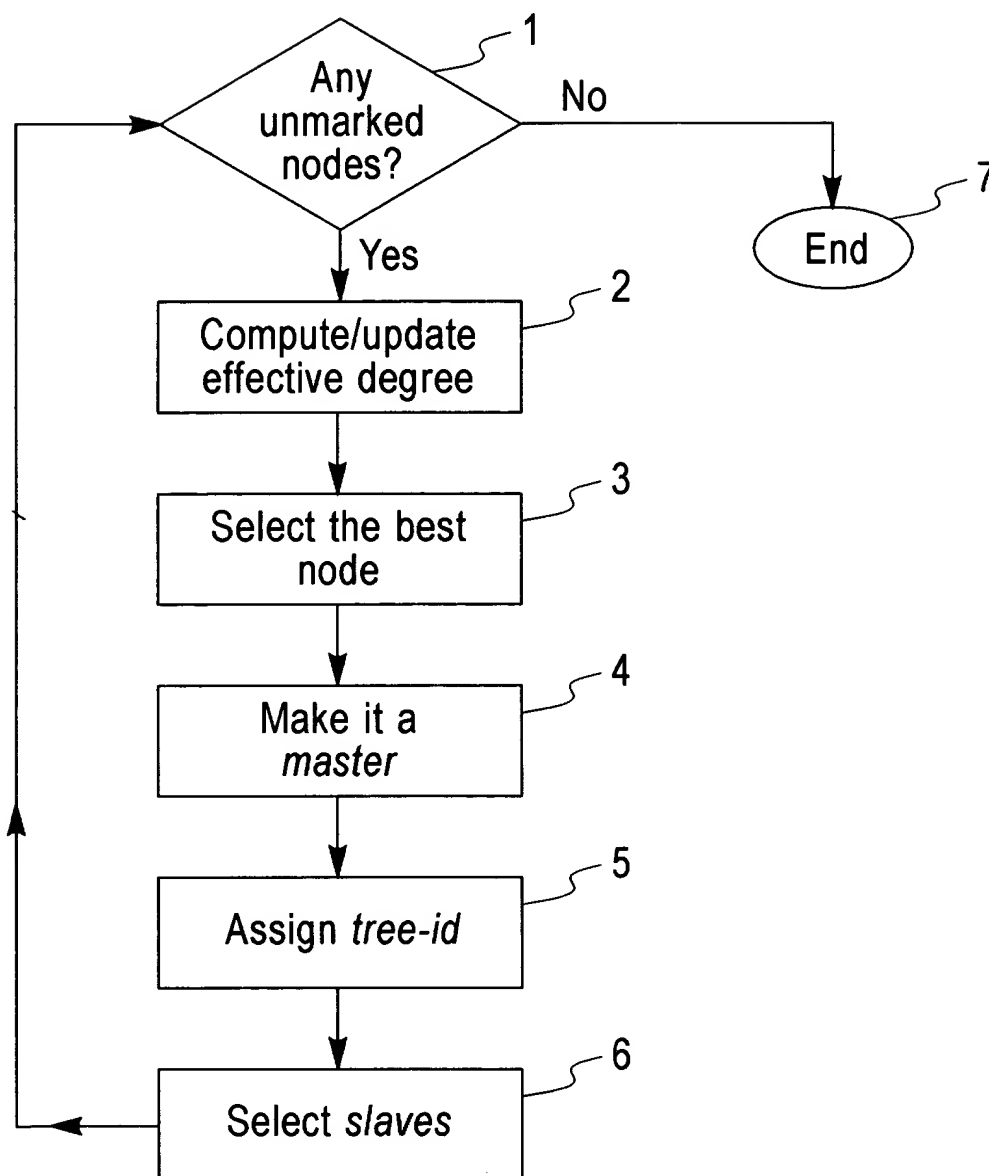 1
Any
unmarked
nodes?
No
7
End
Yes
2
Compute/update
effective degree
3
Select the best
node
4
Make it a
master
5
Assign tree-id
6
Select slaves